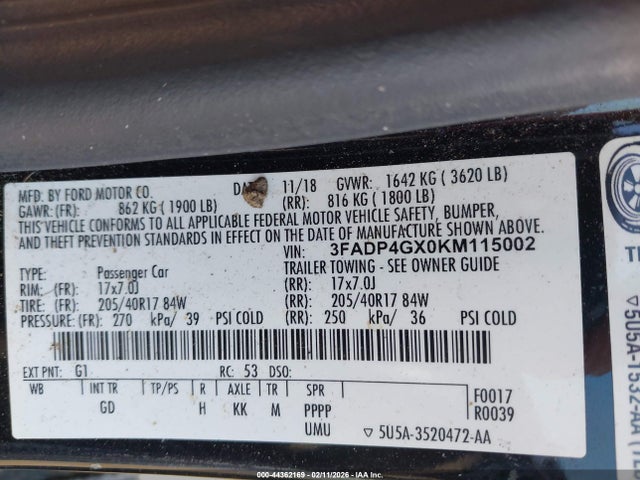 MFD. BY FORD MOTOR CO. 11/18 GVWR: 1642 KG ( 3620 LB)
GAWR: (FR): 862 KG ( 1900 LB) (RR): 816 KG ( 1800 LB)
THIS VEHICLE CONFORMS TO ALL APPLICABLE FEDERAL MOTOR VEHICLE SAFETY, BUMPER,
AND THEFT PREVENTION STANDARDS IN EFFECT ON THE DATE OF MANUFACTURE SHOWN ABOVE.
VIN: 3FADP4GX0KM115002
TYPE: Passenger Car TRAILER TOWING - SEE OWNER GUIDE
RIM: (FR): 17x7.0J (RR): 17x7.0J
TIRE: (FR): 205/40R17 84W (RR): 205/40R17 84W
PRESSURE: (FR): 270 kPa/ 39 PSI COLD (RR): 250 kPa/ 36 PSI COLD
EXT PNT: G1 RC: 53 DSO:
WB INT TR TP/PS R AXLE TR SPR
GD H KK M PPPP
UMU
F0017
R0039
▽ 5U5A-3520472-AA
▽5U5A-1532-AA
000-44362169 - 02/11/2026 - IAA Inc.